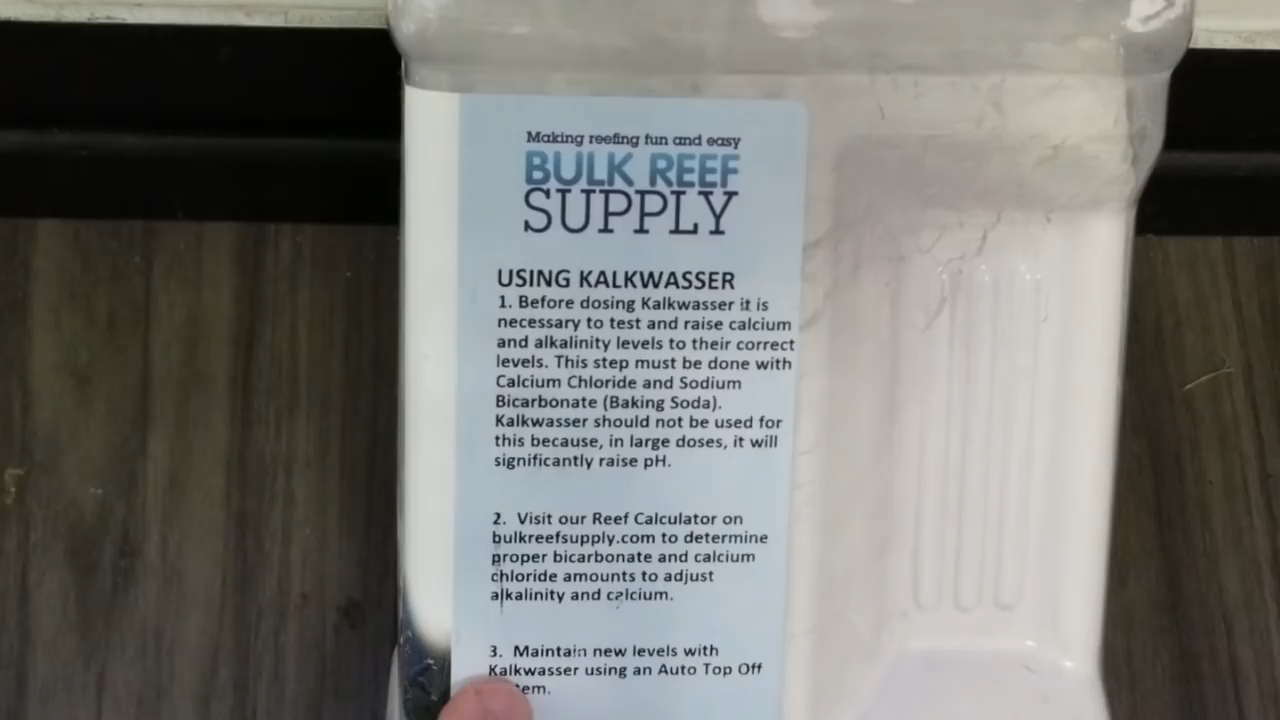 Making reefing fun and easy
BULK REEF
SUPPLY
USING KALKWASSER
1. Before dosing Kalkwasser it is
necessary to test and raise calcium
and alkalinity levels to their correct
levels. This step must be done with
Calcium Chloride and Sodium
Bicarbonate (Baking Soda).
Kalkwasser should not be used for
this because, in large doses, it will
significantly raise pH.
2. Visit our Reef Calculator on
bulkreefsupply.com to determine
proper bicarbonate and calcium
chloride amounts to adjust
alkalinity and calcium.
3. Maintain new levels with
Kalkwasser using an Auto Top Off